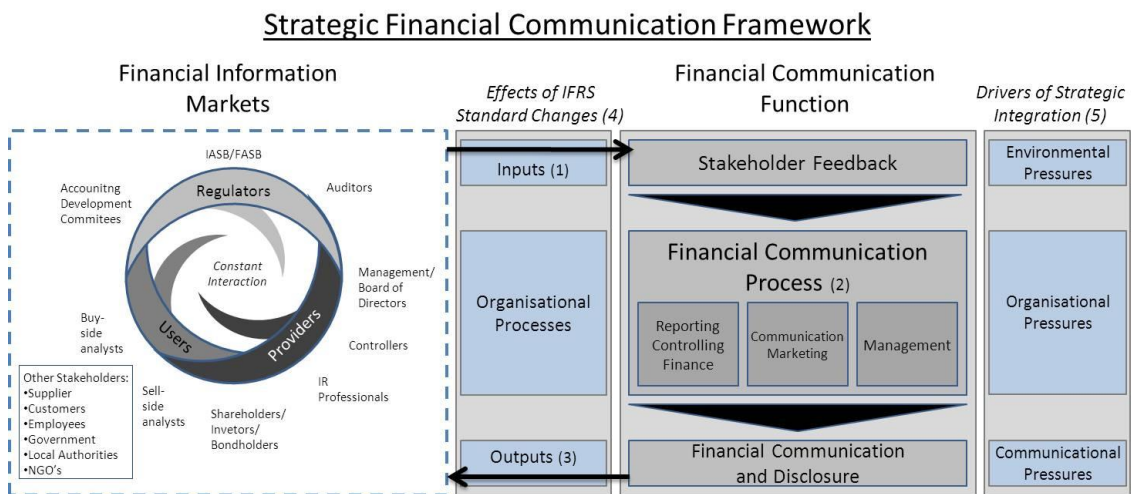 Strategic Financial Communication Framework
Financial Information
Markets
IASB/FASB
Regulators
Auditors
Accouniting
Development
Commitees
Constant
Interaction
Management/
Board of
Directors
Users
Providers
Buy-
side
analysts
Controllers
IR
Professionals
Sell-
side
analysts
Shareholders/
Invetors/
Bondholders
Other Stakeholders:
•Supplier
•Customers
•Employees
•Government
•Local Authorities
•NGO's
Effects of IFRS
Standard Changes (4)
Inputs (1)
Organisational
Processes
Outputs (3)
Financial Communication
Function
Stakeholder Feedback
Financial Communication
Process (2)
Reporting
Controlling
Finance
Communication
Marketing
Management
Financial Communication
and Disclosure
Drivers of Strategic
Integration (5)
Environmental
Pressures
Organisational
Pressures
Communicational
Pressures